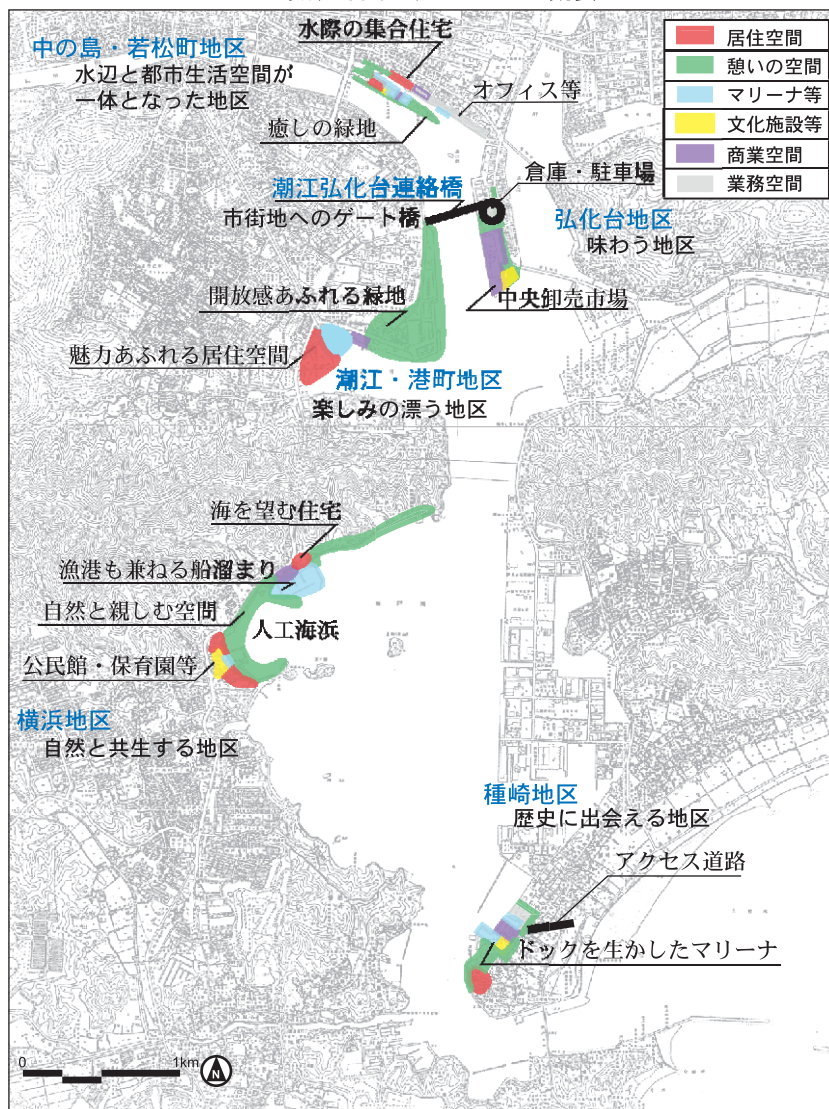 中の島・若松町地区
水辺と都市生活空間が
一体となった地区
水際の集合住宅
オフィス等
癒しの緑地
居住空間
憩いの空間
マリーナ等
文化施設等
商業空間
業務空間
潮江弘化台連絡橋
市街地へのゲート橋
倉庫・駐車場
弘化台地区
味わう地区
開放感あふれる緑地
中央卸売市場
魅力あふれる居住空間
潮江・港町地区
楽しみの漂う地区
海を望む住宅
漁港も兼ねる船溜まり
自然と親しむ空間
人工海浜
公民館・保育園等
横浜地区
自然と共生する地区
種崎地区
歴史に出会える地区
アクセス道路
ドックを生かしたマリーナ
0 1km
N